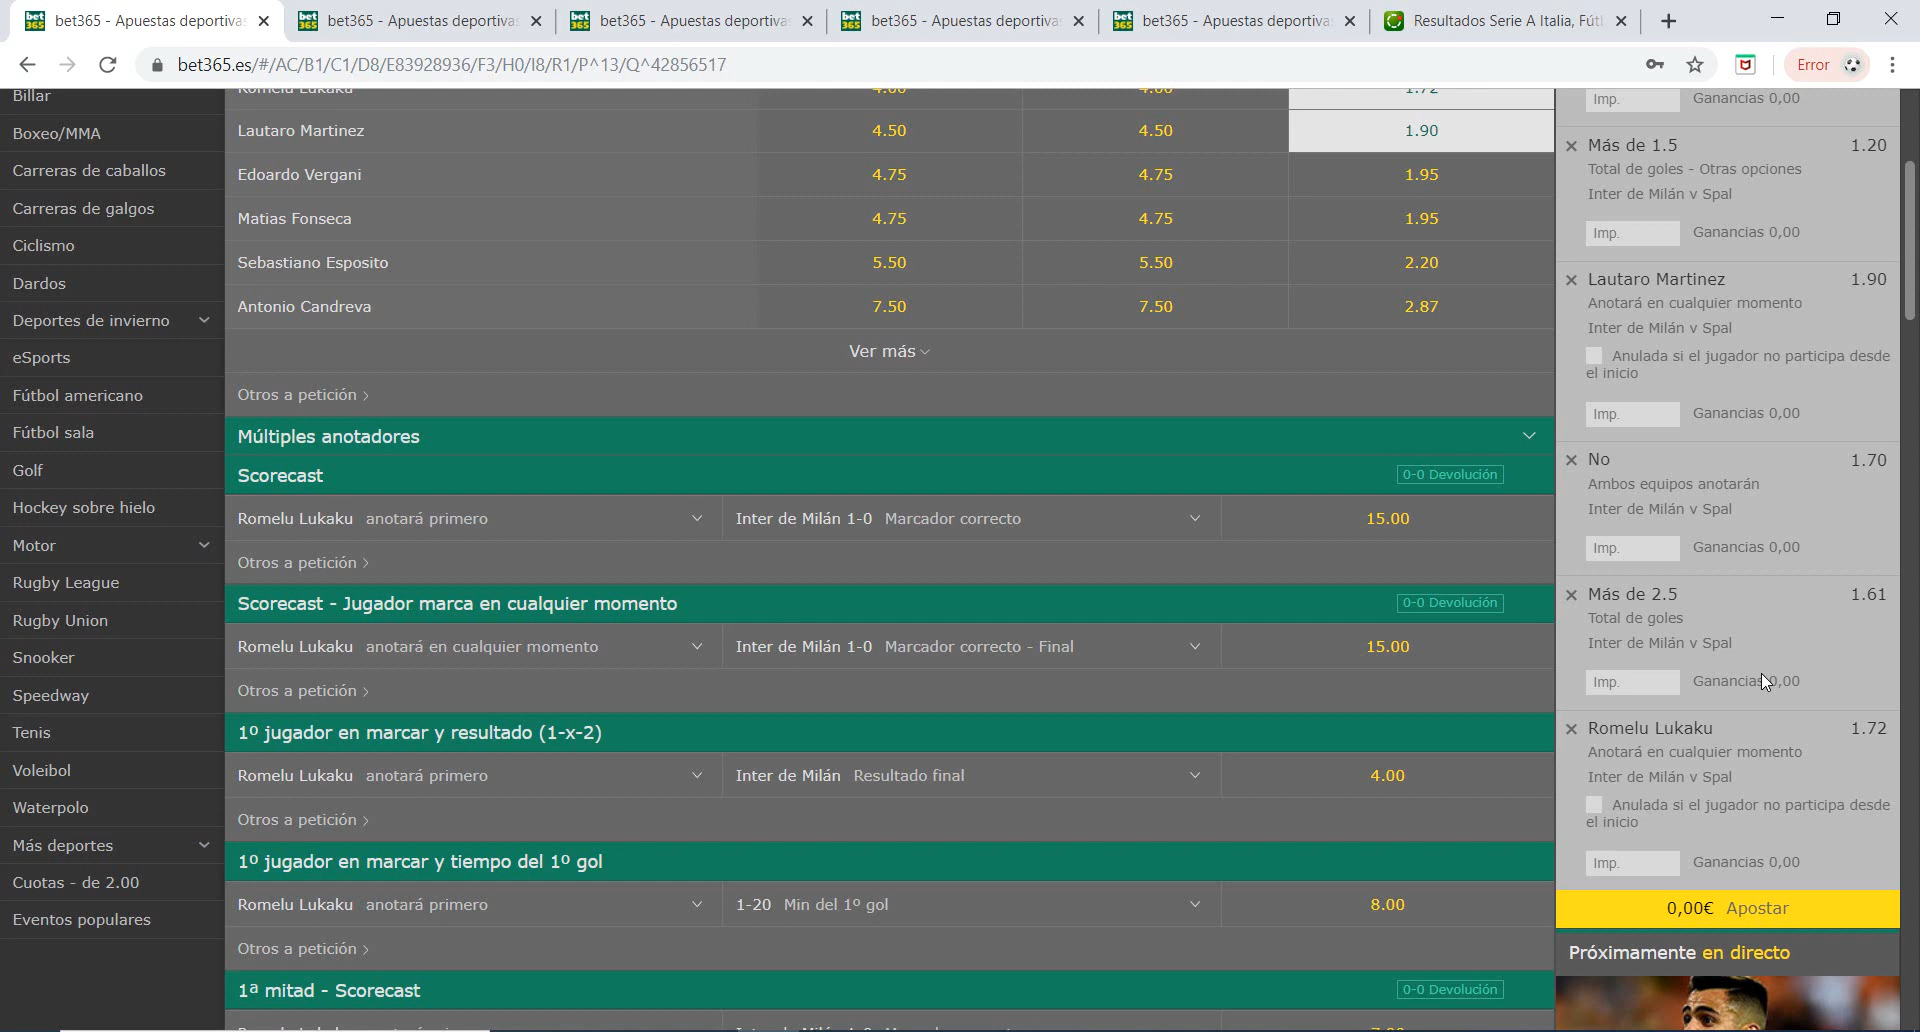 bet365 - Apuestas deportivas
bet365 - Apuestas deportivas
bet365 - Apuestas deportivas
bet365 - Apuestas deportiva
bet365 - Apuestas deportiva
Resultados Serie A Italia, Fút
bet365.es/#/AC/B1/C1/D8/E83928936/F3/H0/I8/R1/P^13/Q^42856517
Error
Billar
Boxeo/MMA
Carreras de caballos
Carreras de galgos
Ciclismo
Dardos
Deportes de invierno
eSports
Fútbol americano
Fútbol sala
Golf
Hockey sobre hielo
Motor
Rugby League
Rugby Union
Snooker
Speedway
Tenis
Voleibol
Waterpolo
Más deportes
Cuotas - de 2.00
Eventos populares
Romelu Lukaku 4.00 4.00 1.72
Lautaro Martinez 4.50 4.50 1.90
Edoardo Vergani 4.75 4.75 1.95
Matias Fonseca 4.75 4.75 1.95
Sebastiano Esposito 5.50 5.50 2.20
Antonio Candreva 7.50 7.50 2.87
Ver más
Otros a petición >
Múltiples anotadores
Scorecast 0-0 Devolución
Romelu Lukaku anotará primero Inter de Milán 1-0 Marcador correcto 15.00
Otros a petición >
Scorecast - Jugador marca en cualquier momento 0-0 Devolución
Romelu Lukaku anotará en cualquier momento Inter de Milán 1-0 Marcador correcto - Final 15.00
Otros a petición >
1º jugador en marcar y resultado (1-x-2)
Romelu Lukaku anotará primero Inter de Milán Resultado final 4.00
Otros a petición >
1º jugador en marcar y tiempo del 1º gol
Romelu Lukaku anotará primero 1-20 Min del 1º gol 8.00
Otros a petición >
1ª mitad - Scorecast 0-0 Devolución
Imp. Ganancias 0,00
Más de 1.5 1.20
Total de goles - Otras opciones
Inter de Milán v Spal
Imp. Ganancias 0,00
Lautaro Martinez 1.90
Anotará en cualquier momento
Inter de Milán v Spal
Anulada si el jugador no participa desde
el inicio
Imp. Ganancias 0,00
No 1.70
Ambos equipos anotarán
Inter de Milán v Spal
Imp. Ganancias 0,00
Más de 2.5 1.61
Total de goles
Inter de Milán v Spal
Imp. Ganancias 0,00
Romelu Lukaku 1.72
Anotará en cualquier momento
Inter de Milán v Spal
Anulada si el jugador no participa desde
el inicio
Imp. Ganancias 0,00
0,00€ Apostar
Próximamente en directo